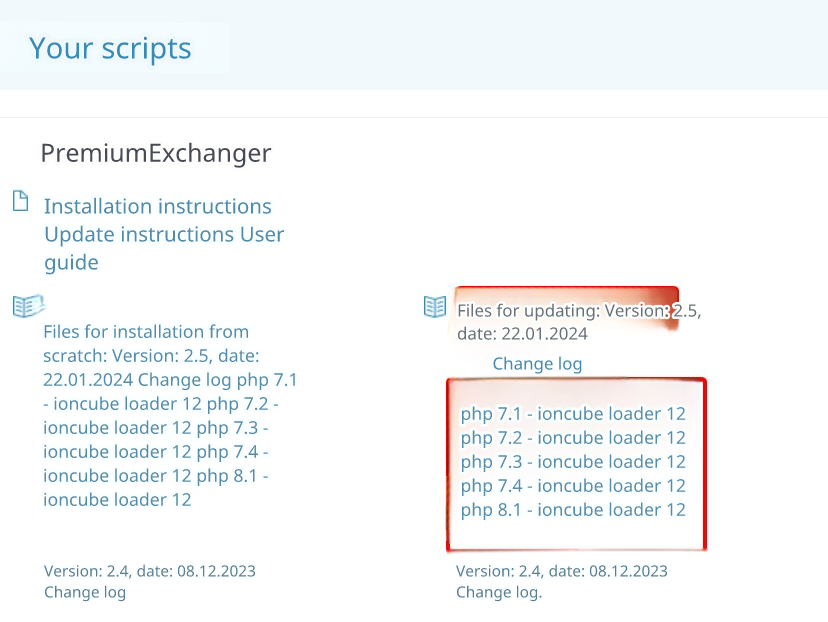 Your scripts
PremiumExchanger
Installation instructions
Update instructions User
guide
Files for installation from
scratch: Version: 2.5, date:
22.01.2024 Change log php 7.1
- ioncube loader 12 php 7.2 -
ioncube loader 12 php 7.3 -
ioncube loader 12 php 7.4 -
ioncube loader 12 php 8.1 -
ioncube loader 12
Version: 2.4, date: 08.12.2023
Change log
Files for updating: Version: 2.5,
date: 22.01.2024
Change log
php 7.1 - ioncube loader 12
php 7.2 - ioncube loader 12
php 7.3 - ioncube loader 12
php 7.4 - ioncube loader 12
php 8.1 - ioncube loader 12
Version: 2.4, date: 08.12.2023
Change log.